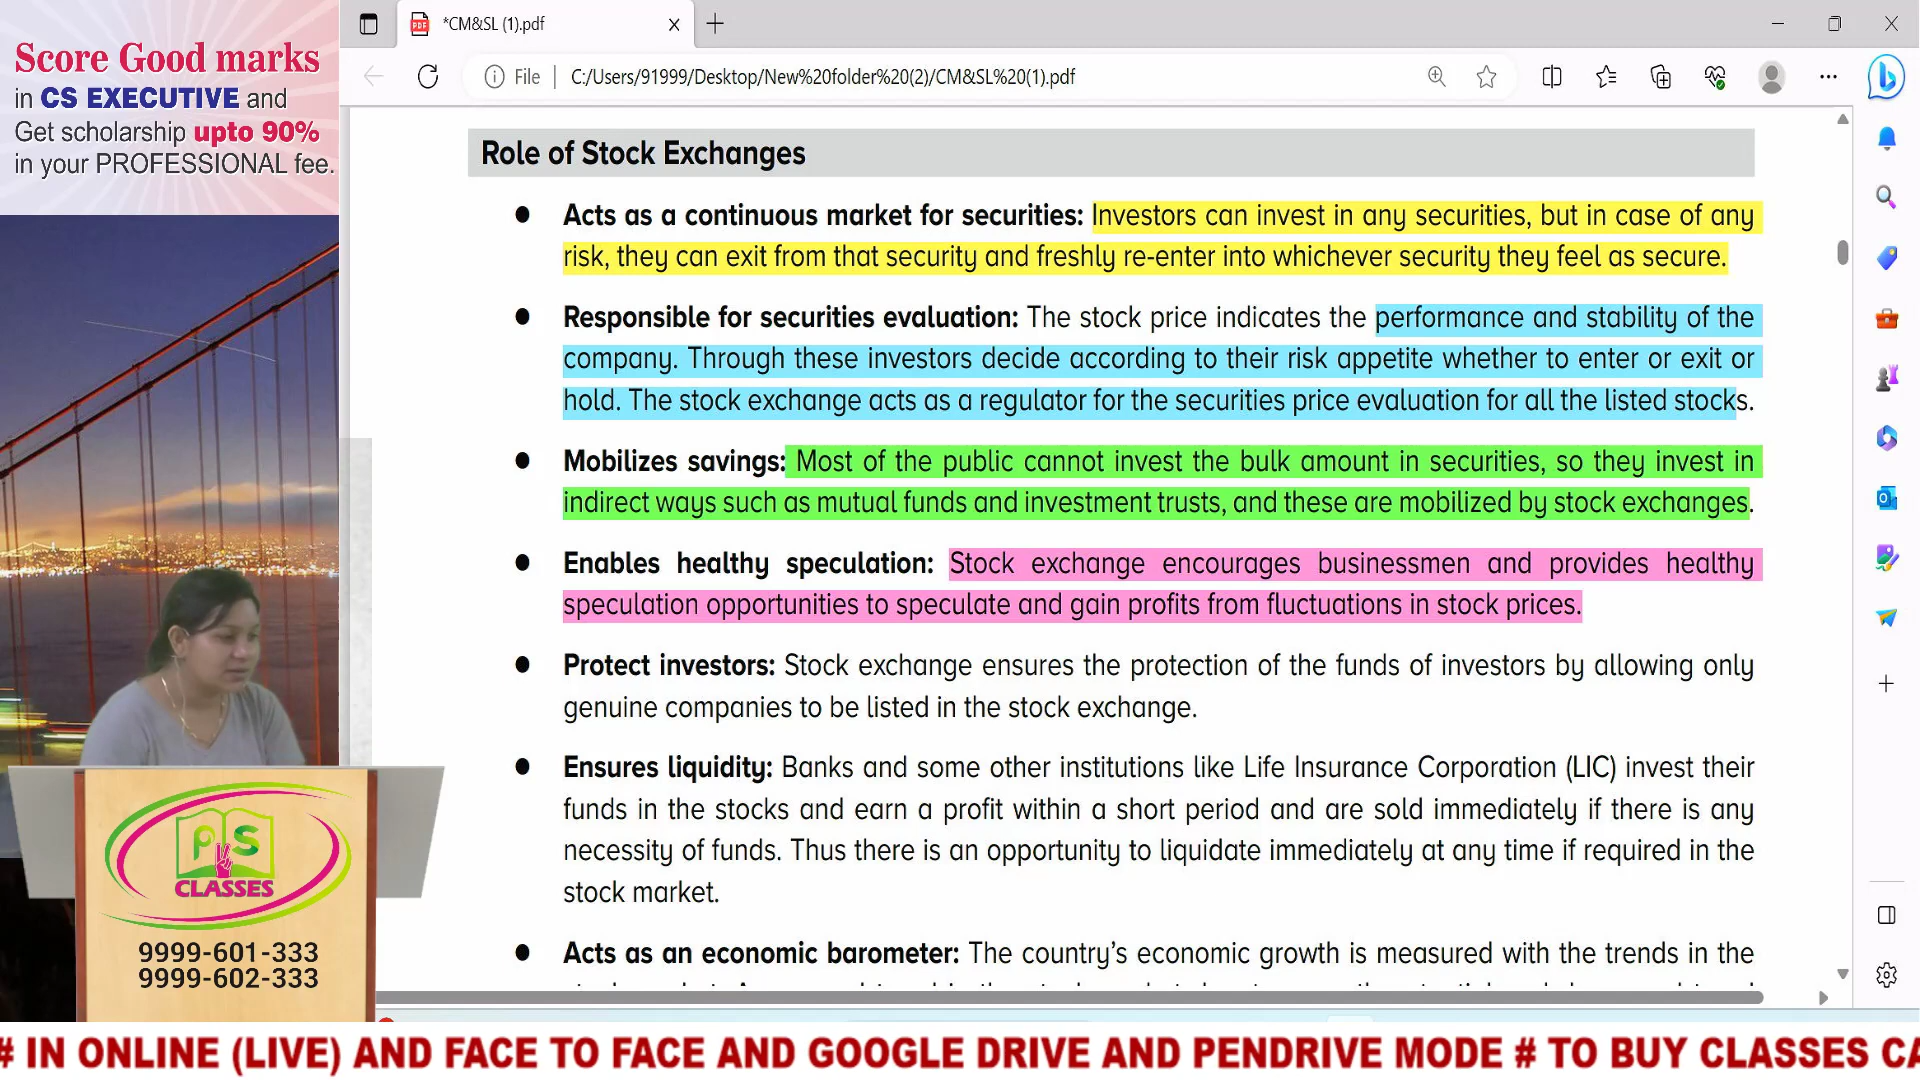 Score Good marks
in CS EXECUTIVE and
Get scholarship upto 90%
in your PROFESSIONAL fee.
*CM&SL (1).pdf
File
C:/Users/91999/Desktop/New%20folder%20(2)/CM&SL%20(1).pdf
Role of Stock Exchanges
Acts as a continuous market for securities: Investors can invest in any securities, but in case of any
risk, they can exit from that security and freshly re-enter into whichever security they feel as secure.
Responsible for securities evaluation: The stock price indicates the performance and stability of the
company. Through these investors decide according to their risk appetite whether to enter or exit or
hold. The stock exchange acts as a regulator for the securities price evaluation for all the listed stocks.
Mobilizes savings: Most of the public cannot invest the bulk amount in securities, so they invest in
indirect ways such as mutual funds and investment trusts, and these are mobilized by stock exchanges.
Enables healthy speculation: Stock exchange encourages businessmen and provides healthy
speculation opportunities to speculate and gain profits from fluctuations in stock prices.
Protect investors: Stock exchange ensures the protection of the funds of investors by allowing only
genuine companies to be listed in the stock exchange.
Ensures liquidity: Banks and some other institutions like Life Insurance Corporation (LIC) invest their
funds in the stocks and earn a profit within a short period and are sold immediately if there is any
necessity of funds. Thus there is an opportunity to liquidate immediately at any time if required in the
stock market.
Acts as an economic barometer: The country's economic growth is measured with the trends in the
PS
CLASSES
9999-601-333
9999-602-333
# IN ONLINE (LIVE) AND FACE TO FACE AND GOOGLE DRIVE AND PENDRIVE MODE # TO BUY CLASSES CA